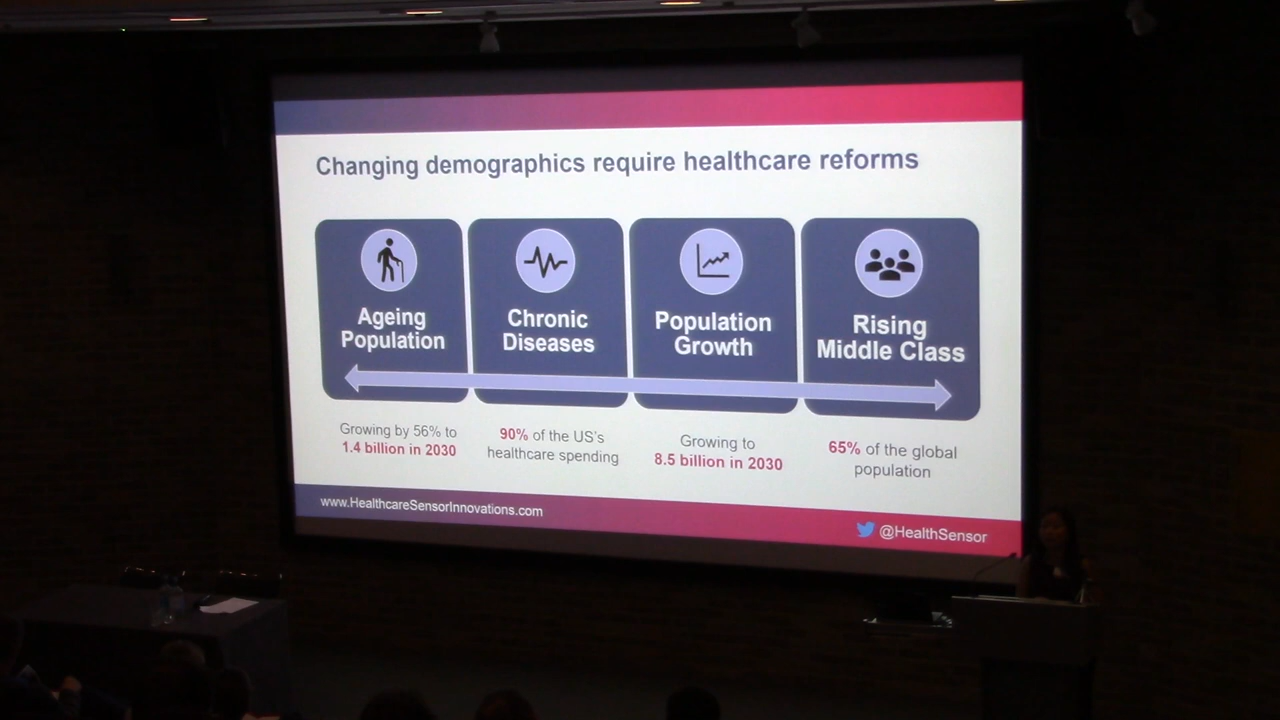 Changing demographics require healthcare reforms
Ageing
Population
Chronic
Diseases
Population
Growth
Rising
Middle Class
Growing by 56% to
1.4 billion in 2030
90% of the US's
healthcare spending
Growing to
8.5 billion in 2030
65% of the global
population
www.HealthcareSensorInnovations.com
@HealthSensor